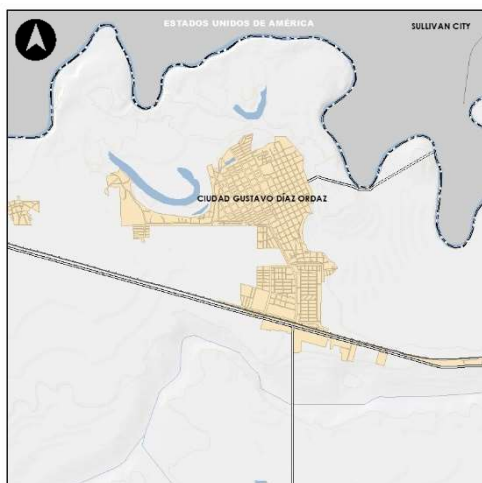 ESTADOS UNIDOS DE AMÉRICA
SULLIVAN CITY
CIUDAD GUSTAVO DÍAZ ORDAZ